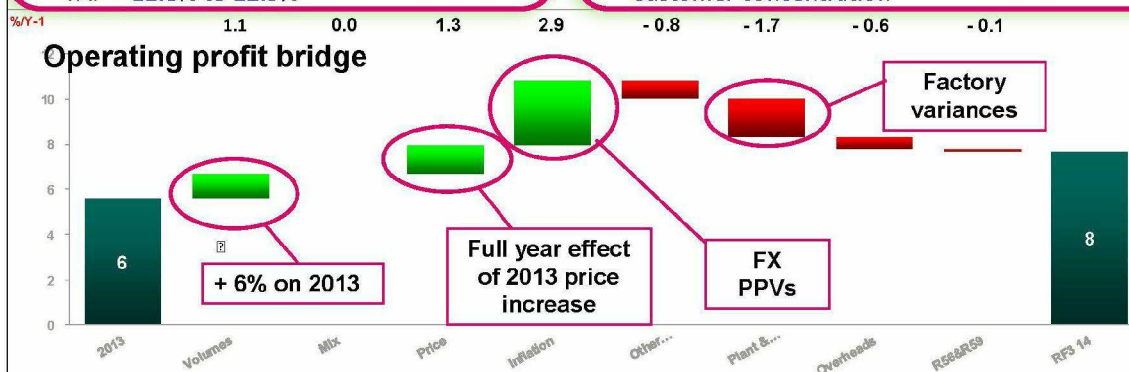 %/Y-1
1.1 0.0 1.3 2.9 - 0.8 - 1.7 - 0.6 - 0.1
Operating profit bridge
12
10
8
6
4
2
0
6
8
+ 6% on 2013
Full year effect
of 2013 price
increase
FX
PPVs
Factory
variances
2013 Volumes Mix Price Inflation Other... Plant &... Overheads R56&R59 RF3 14